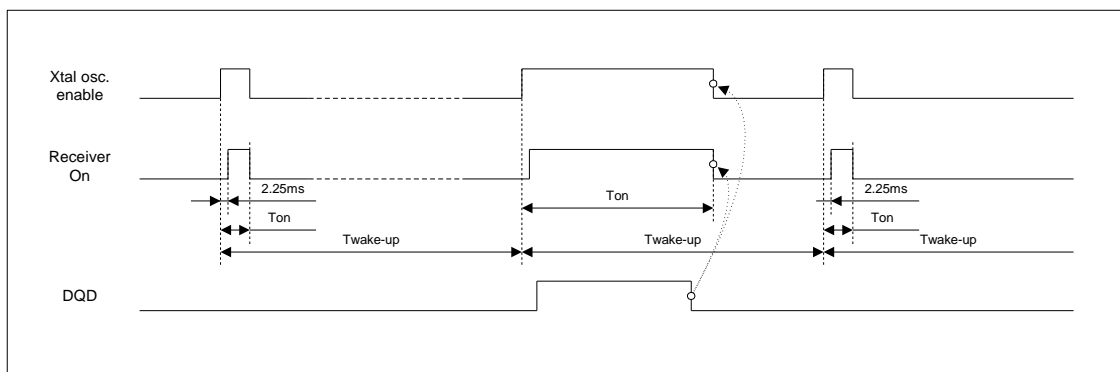 Xtal osc.
enable
Receiver
On
2.25ms
Ton
2.25ms
Ton
Ton
Twake-up
Twake-up
Twake-up
DQD